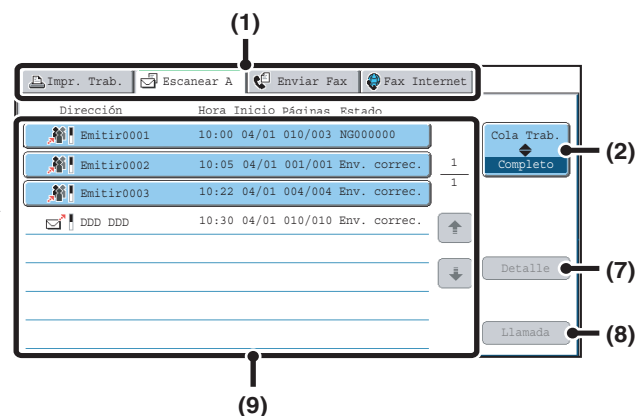 (1)
Impr. Trab. Escanear A Enviar Fax Fax Internet
Dirección Hora Inicio Páginas Estado
Emitir0001 10:00 04/01 010/003 NG000000
Emitir0002 10:05 04/01 001/001 Env. correc.
Emitir0003 10:22 04/01 004/004 Env. correc.
DDD DDD 10:30 04/01 010/010 Env. correc.
1
1
Cola Trab.
Completo
(2)
Detalle
(7)
Llamada
(8)
(9)